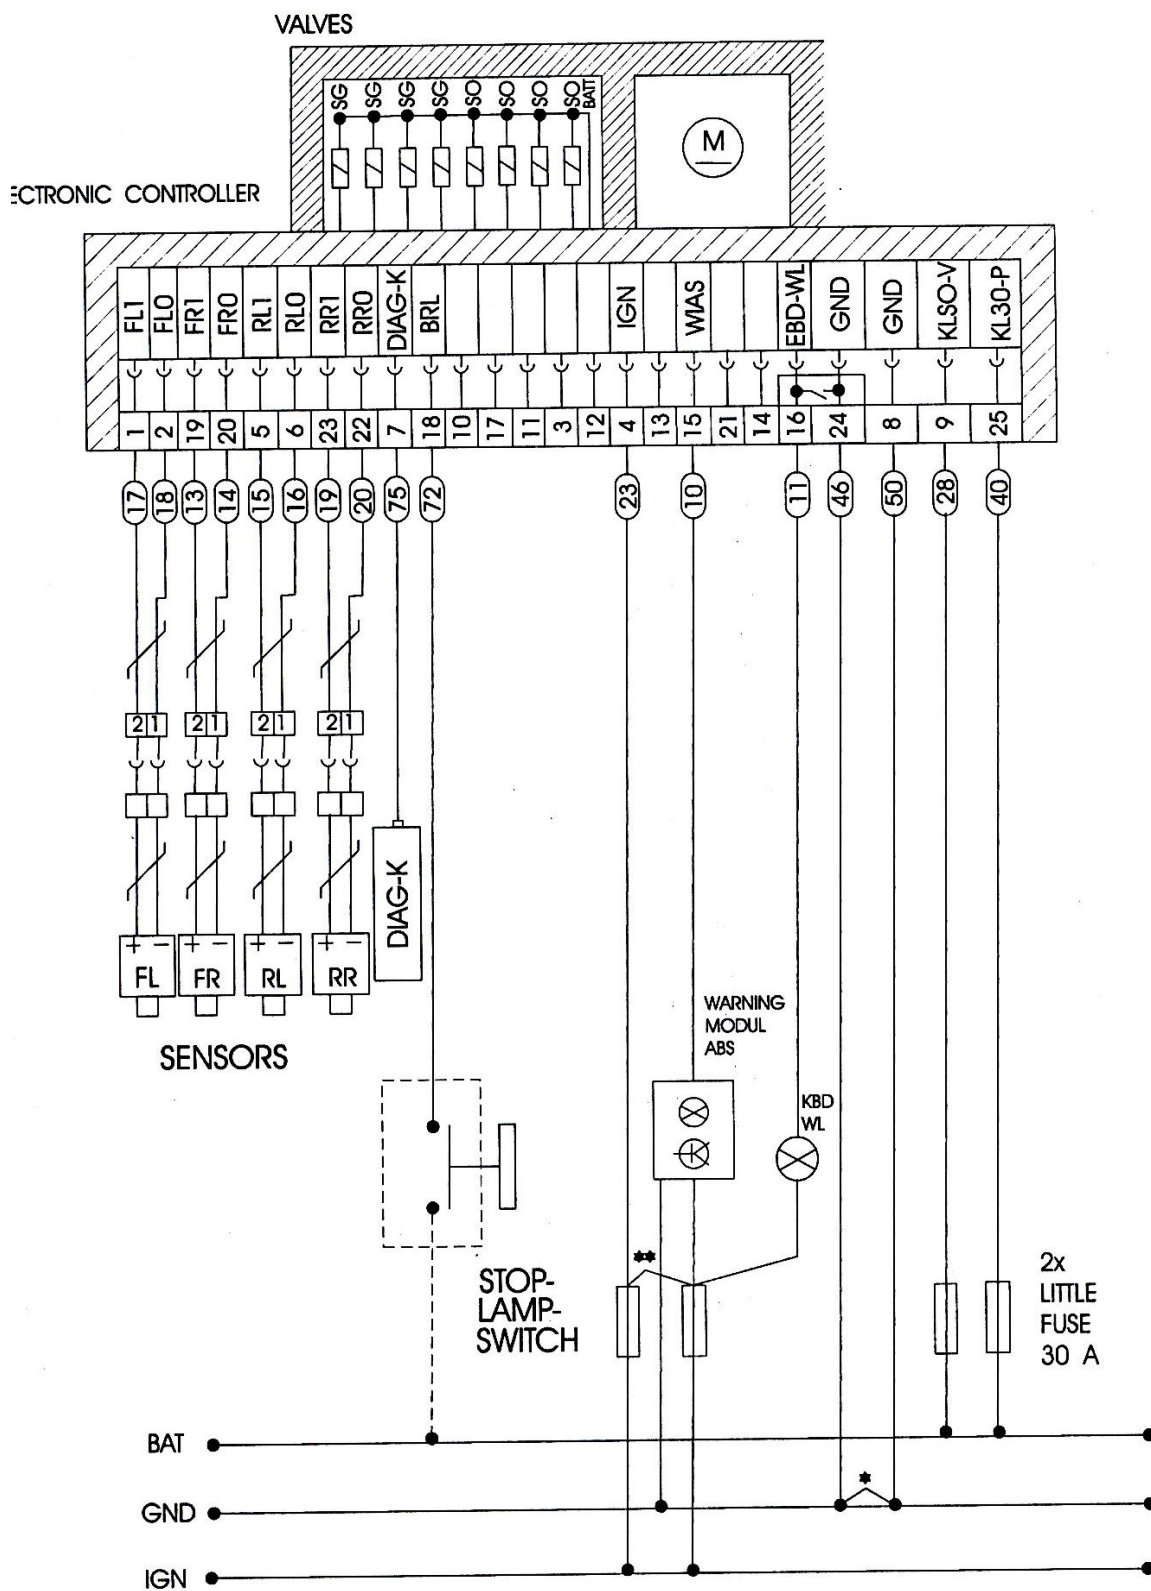 VALVES
SG SG SG SG SO SO SO SO BATT
M
ECTRONIC CONTROLLER
FL1 FL0 FR1 FR0 RL1 RL0 RR1 RR0 DIAG-K BRL IGN WIAS EBD-WL GND GND KLSO-V KL30-P
1 2 19 20 5 6 23 22 7 18 10 17 11 3 12 4 13 15 21 14 16 24 8 9 25
17 18 13 14 15 16 19 20 75 72 23 10 11 46 50 28 40
2 1 2 1 2 1 2 1
DIAG-K
+ − + − + − + −
FL FR RL RR
SENSORS
WARNING
MODUL
ABS
KBD
WL
**
STOP-
LAMP-
SWITCH
2x
LITTLE
FUSE
30 A
BAT
*
GND
IGN